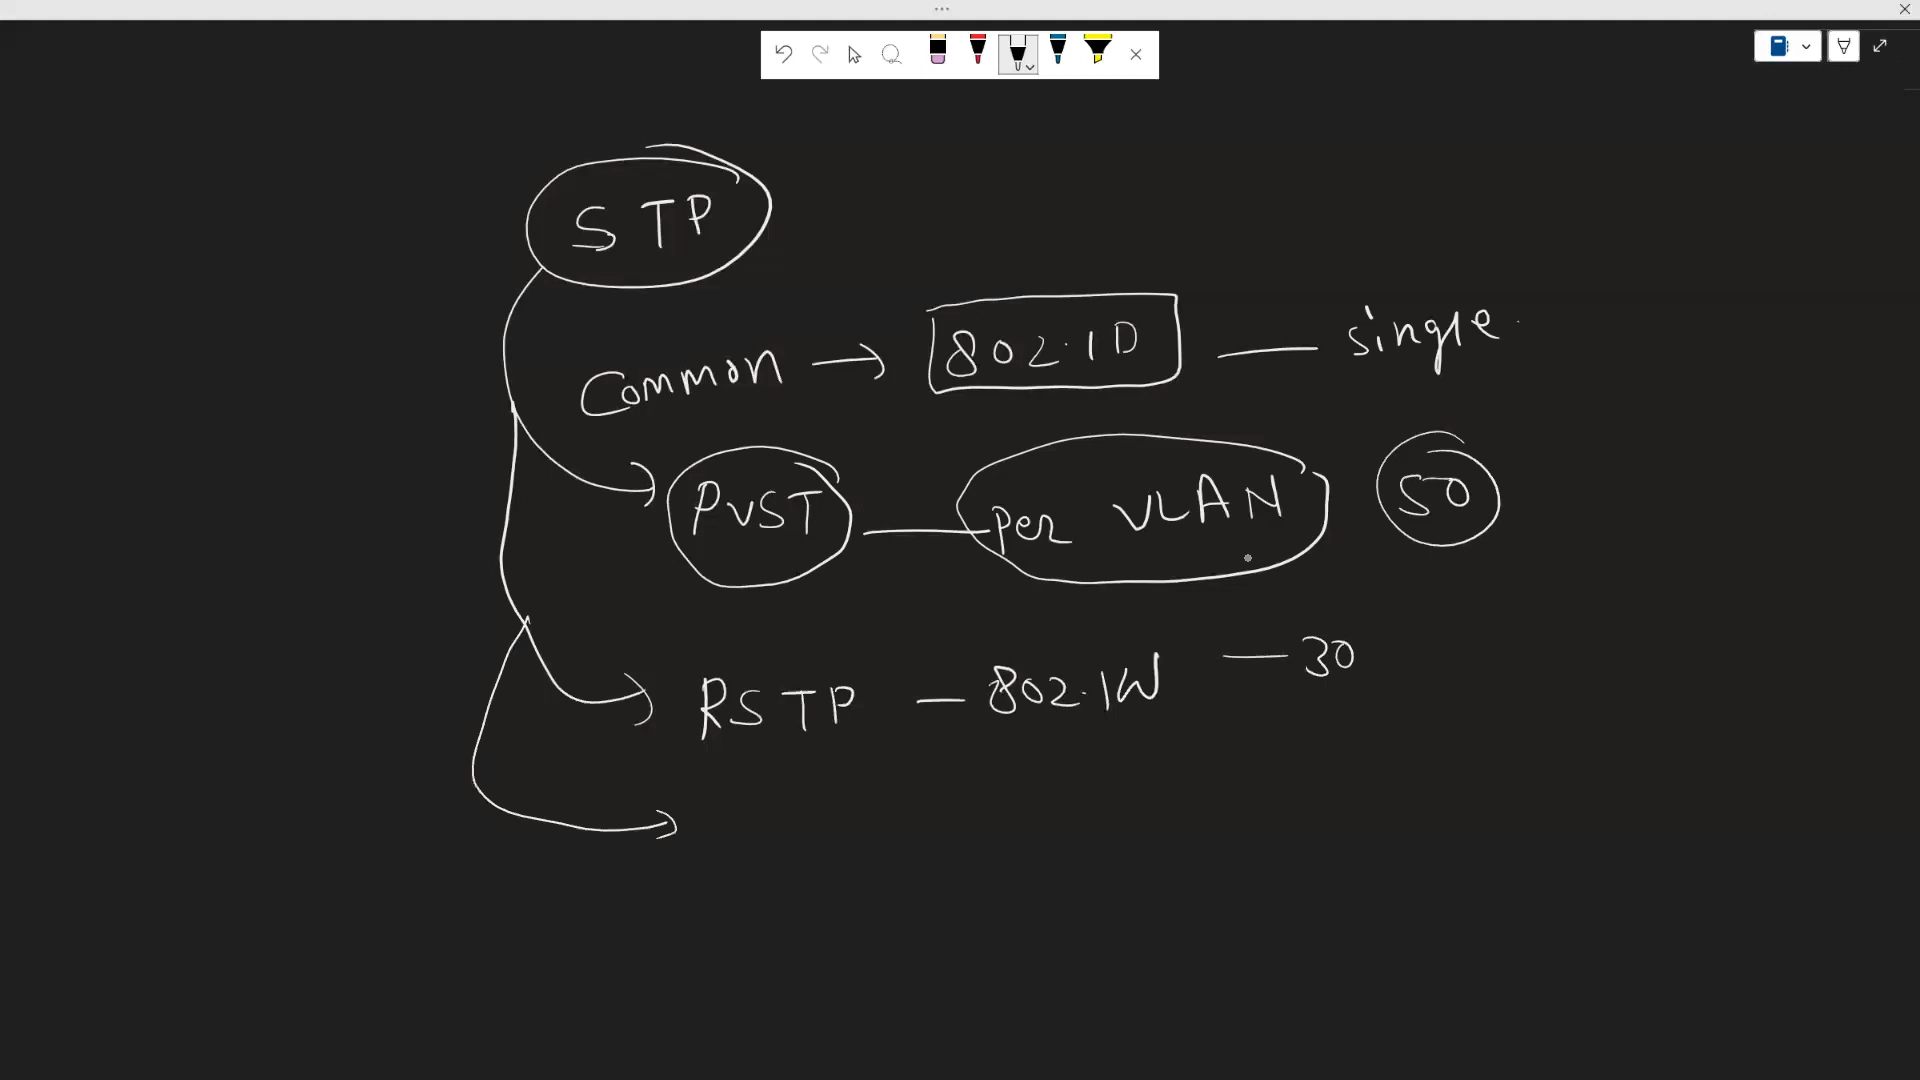 STP
Common → 802.1D — single
PVST — per VLAN 50
RSTP — 802.1W — 30